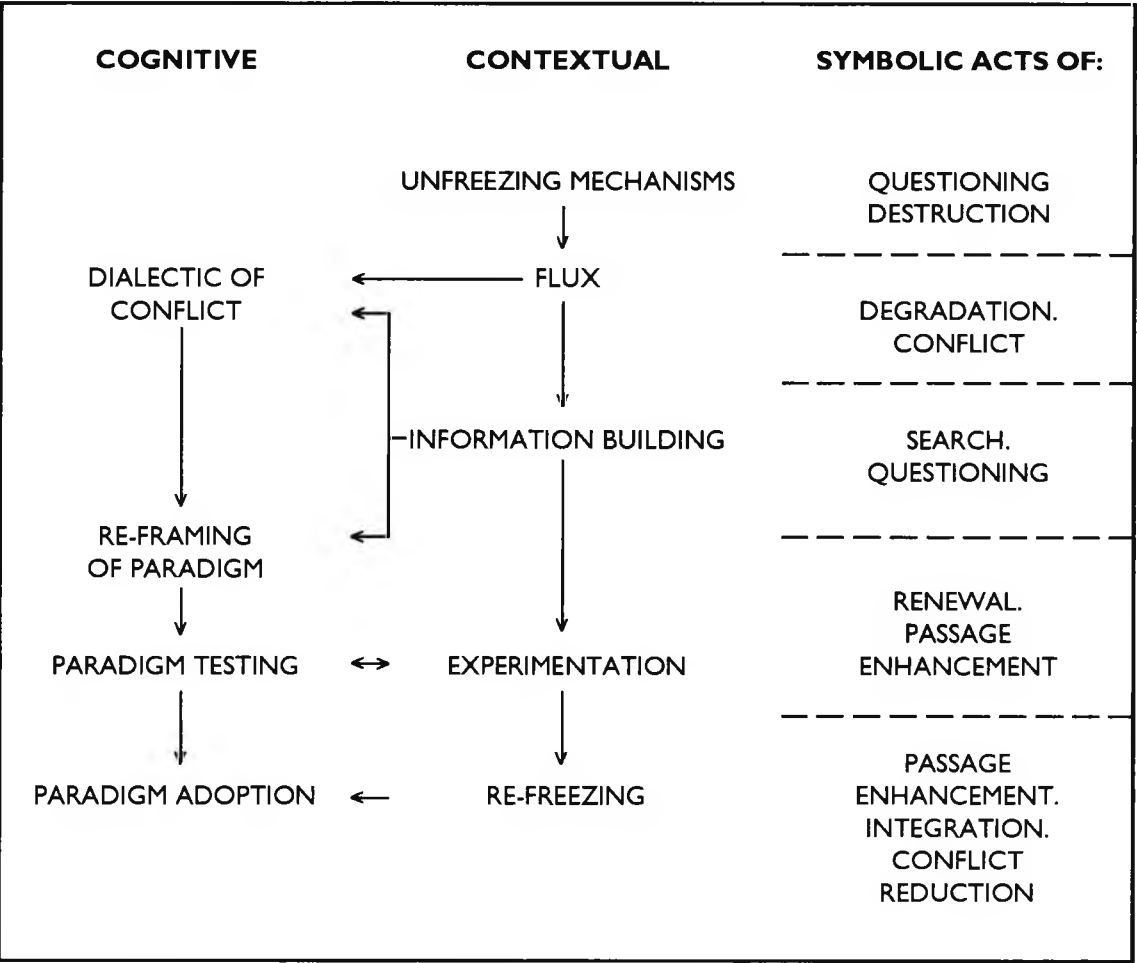 COGNITIVE
CONTEXTUAL
SYMBOLIC ACTS OF:
UNFREEZING MECHANISMS
QUESTIONING
DESTRUCTION
DIALECTIC OF
CONFLICT
FLUX
DEGRADATION.
CONFLICT
INFORMATION BUILDING
SEARCH.
QUESTIONING
RE-FRAMING
OF PARADIGM
RENEWAL.
PASSAGE
ENHANCEMENT
PARADIGM TESTING
EXPERIMENTATION
PARADIGM ADOPTION
RE-FREEZING
PASSAGE
ENHANCEMENT.
INTEGRATION.
CONFLICT
REDUCTION